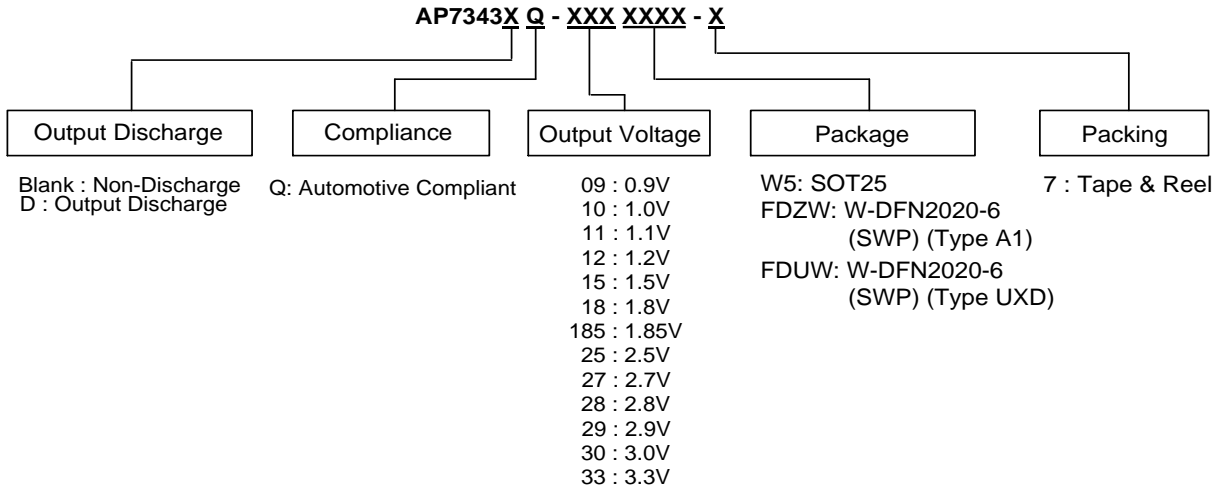 AP7343X Q - XXX XXXX - X
Output Discharge
Blank : Non-Discharge
D : Output Discharge
Compliance
Q: Automotive Compliant
Output Voltage
09 : 0.9V
10 : 1.0V
11 : 1.1V
12 : 1.2V
15 : 1.5V
18 : 1.8V
185 : 1.85V
25 : 2.5V
27 : 2.7V
28 : 2.8V
29 : 2.9V
30 : 3.0V
33 : 3.3V
Package
W5: SOT25
FDZW: W-DFN2020-6
(SWP) (Type A1)
FDUW: W-DFN2020-6
(SWP) (Type UXD)
Packing
7 : Tape & Reel